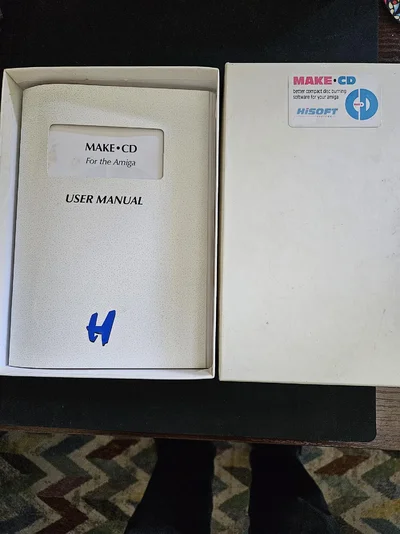 MAKE•CD
For the Amiga
USER MANUAL
MAKE•CD
better compact disc burning
software for your amiga
HiSOFT